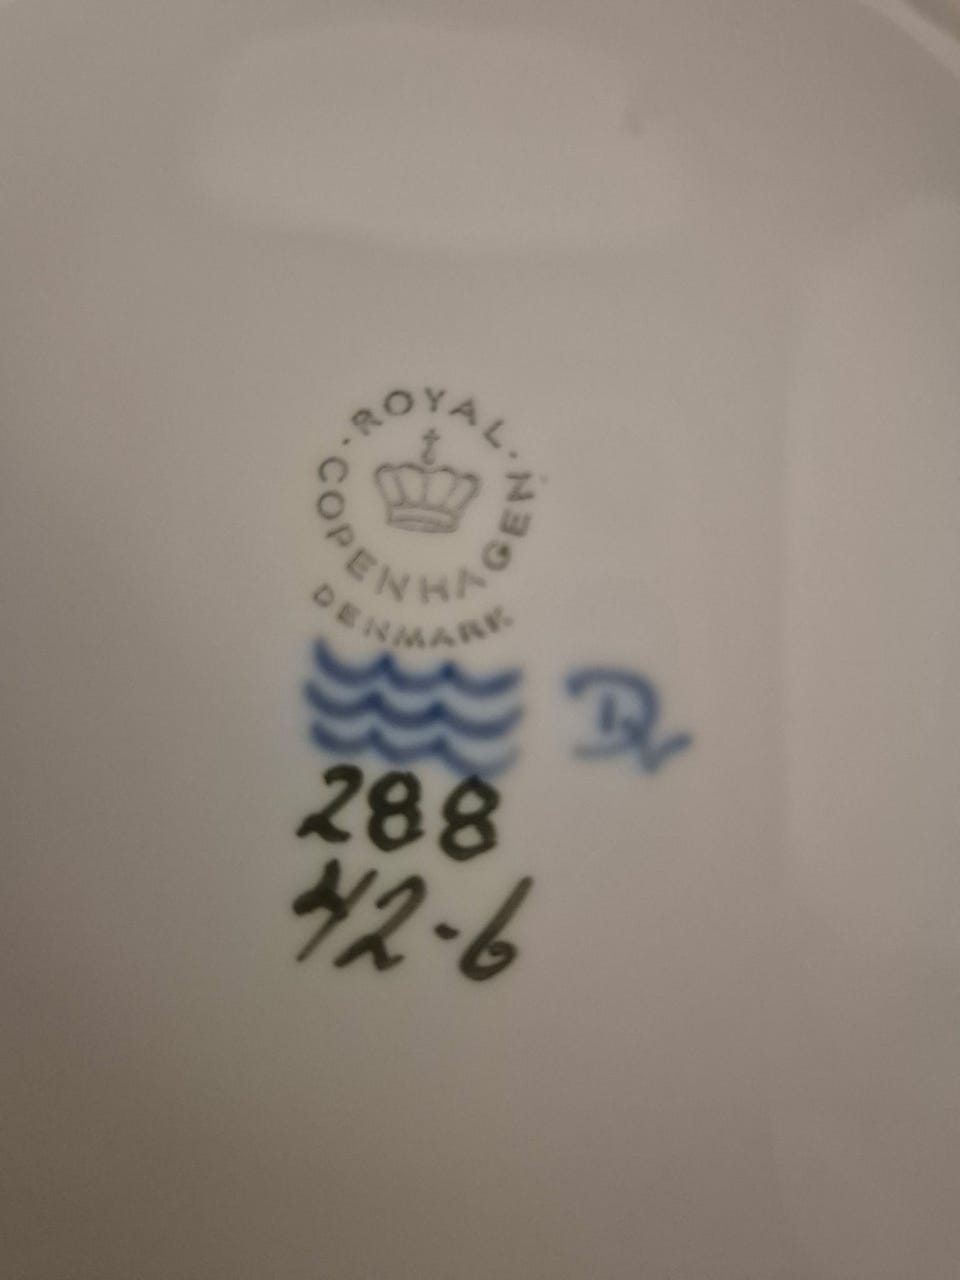 ROYAL
COPENHAGEN
DENMARK
288
42-6